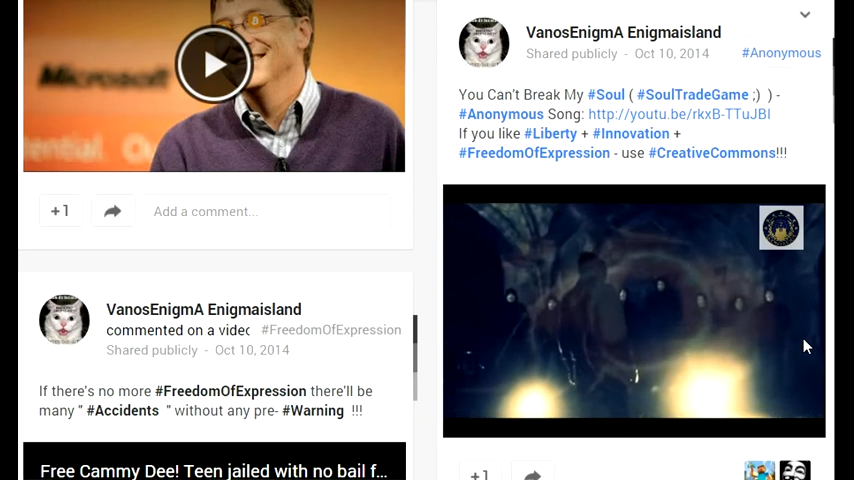 Microsoft
ential.
+1
Add a comment...
VanosEnigmA Enigmaisland
commented on a video
#FreedomOfExpression
Shared publicly - Oct 10, 2014
If there's no more #FreedomOfExpression there'll be
many " #Accidents " without any pre- #Warning !!!
Free Cammy Dee! Teen jailed with no bail f...
VanosEnigmA Enigmaisland
Shared publicly - Oct 10, 2014
#Anonymous
You Can't Break My #Soul ( #SoulTradeGame ;) ) -
#Anonymous Song: http://youtu.be/rkxB-TTuJBI
If you like #Liberty + #Innovation +
#FreedomOfExpression - use #CreativeCommons!!!
+1